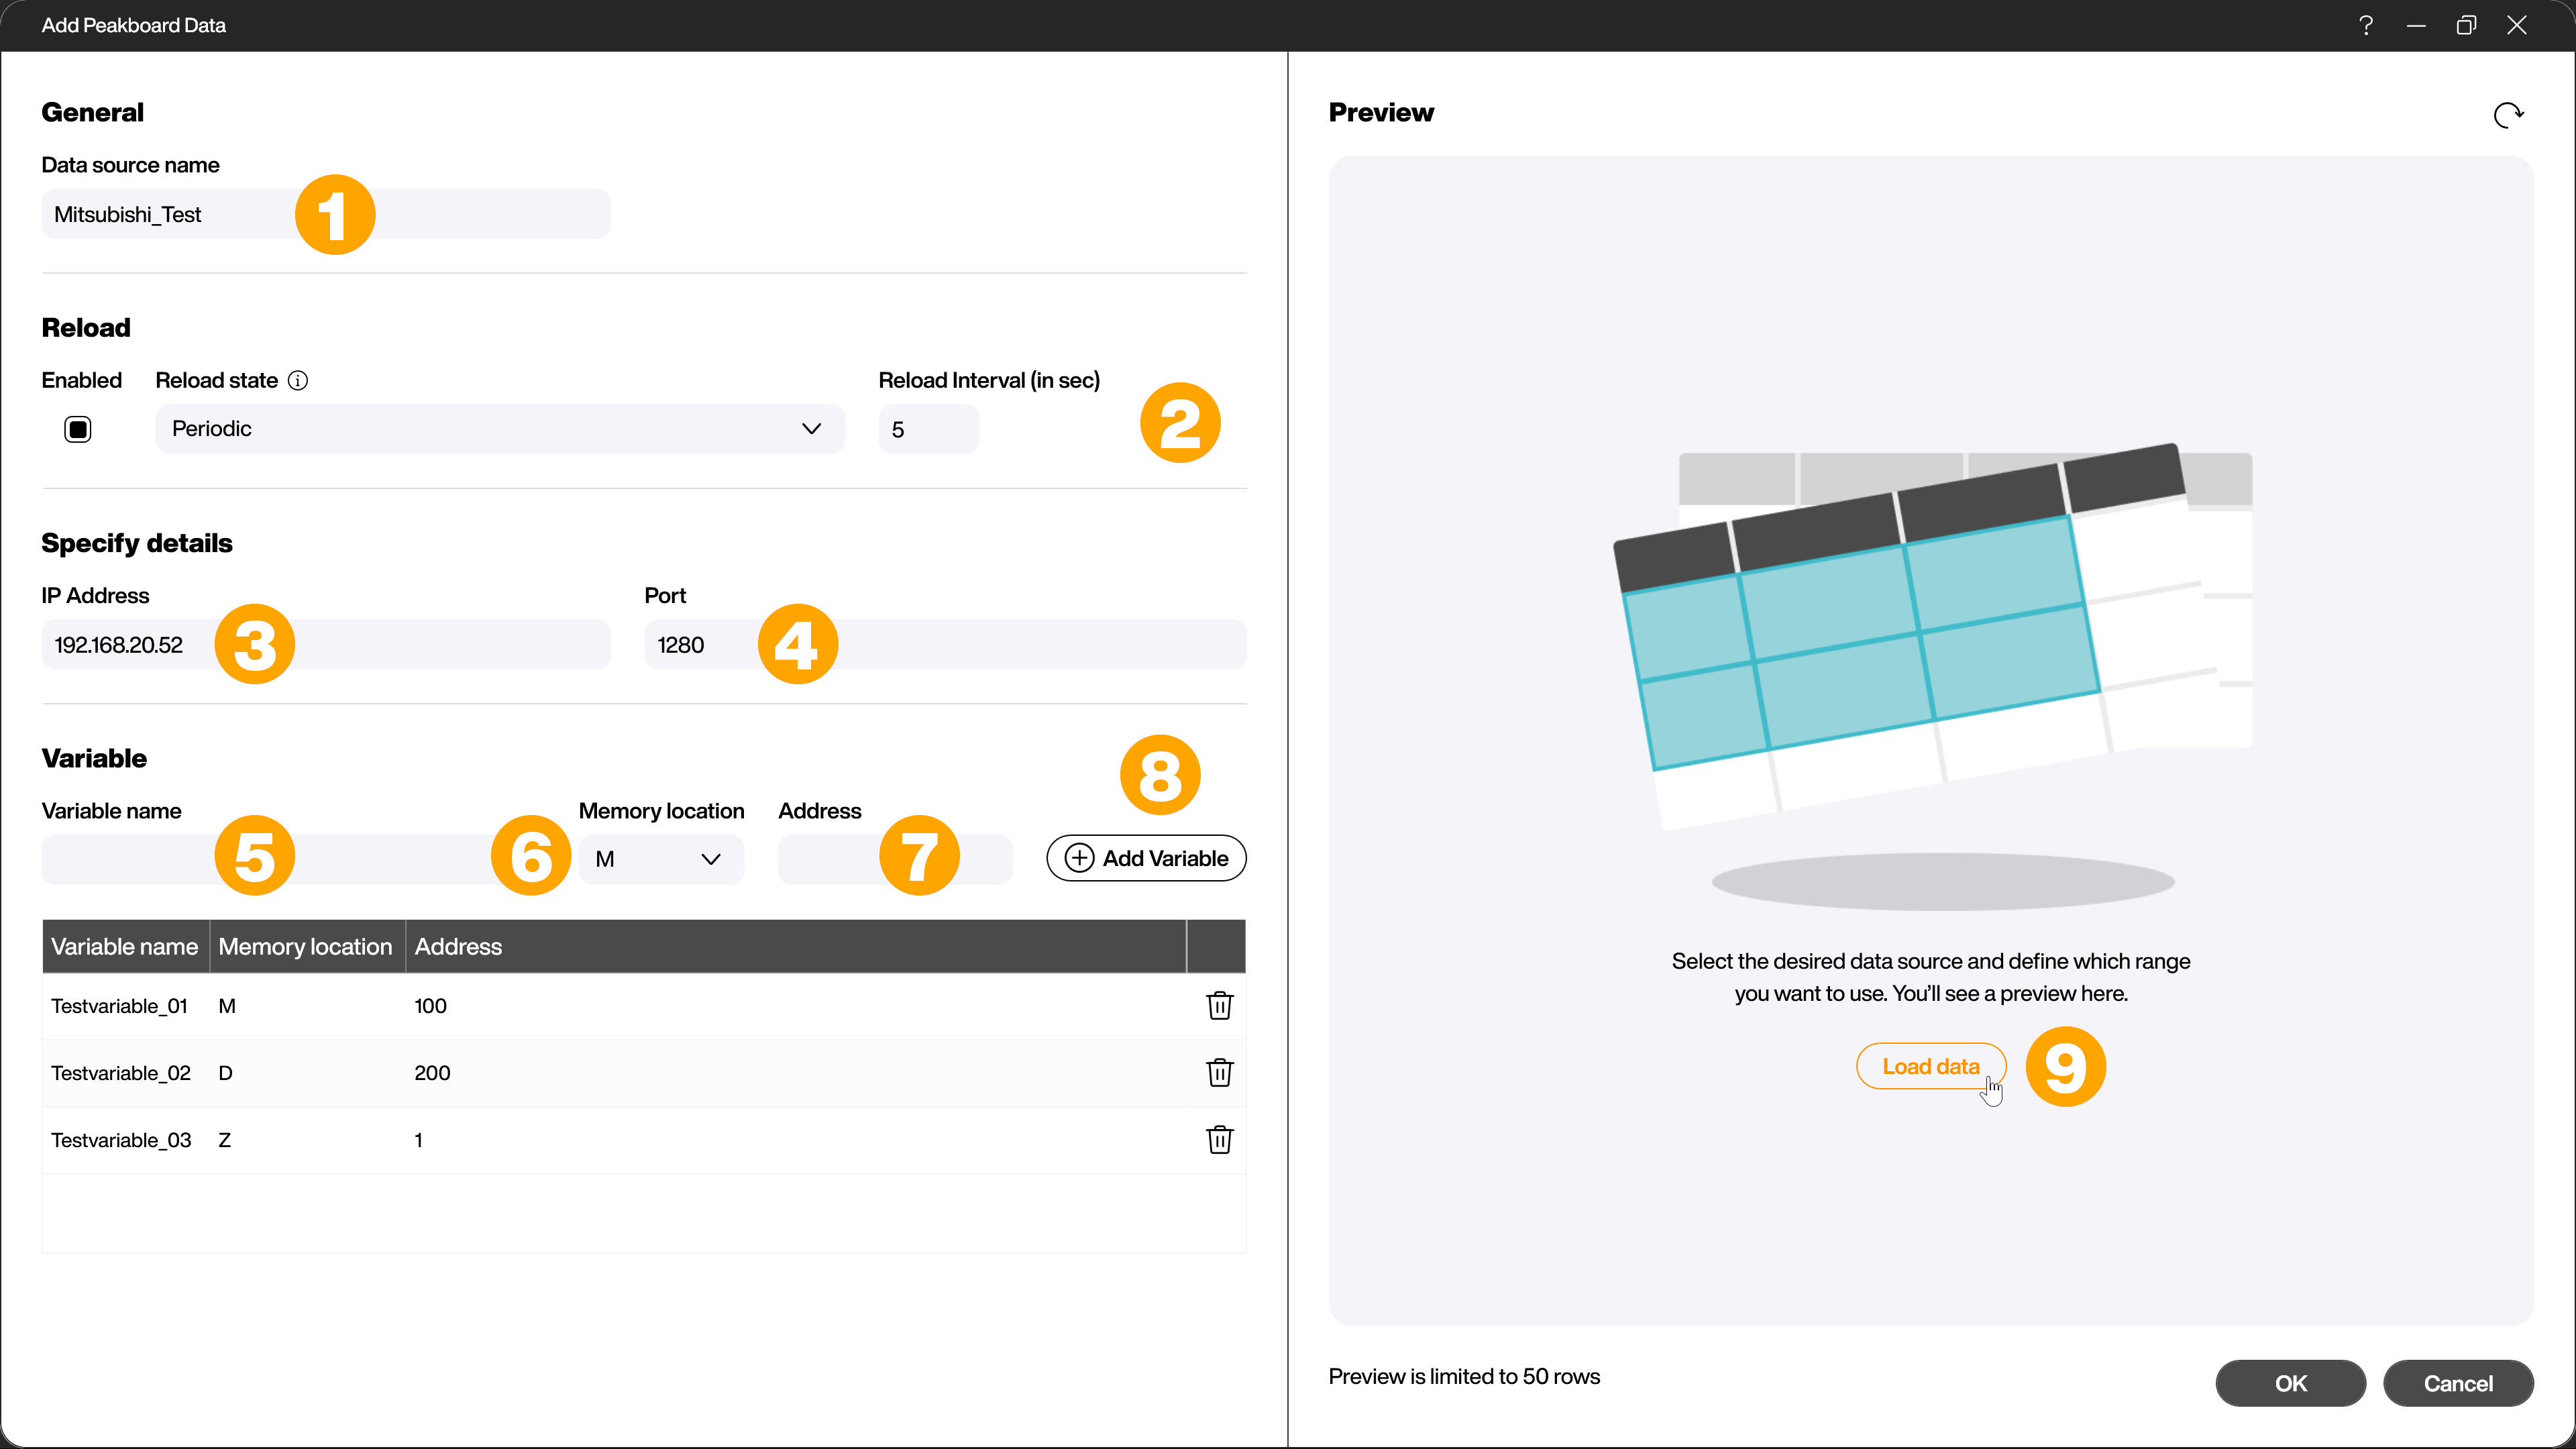 Add Peakboard Data
General
Data source name
Mitsubishi_Test
1
Reload
Enabled
Reload state
Reload Interval (in sec)
Periodic
5
2
Specify details
IP Address
Port
192.168.20.52
3
1280
4
Variable
8
Variable name
Memory location
Address
5
6
M
7
Add Variable
Variable name Memory location Address
Testvariable_01 M 100
Testvariable_02 D 200
Testvariable_03 Z 1
Preview
Select the desired data source and define which range
you want to use. You'll see a preview here.
Load data
9
Preview is limited to 50 rows
OK
Cancel